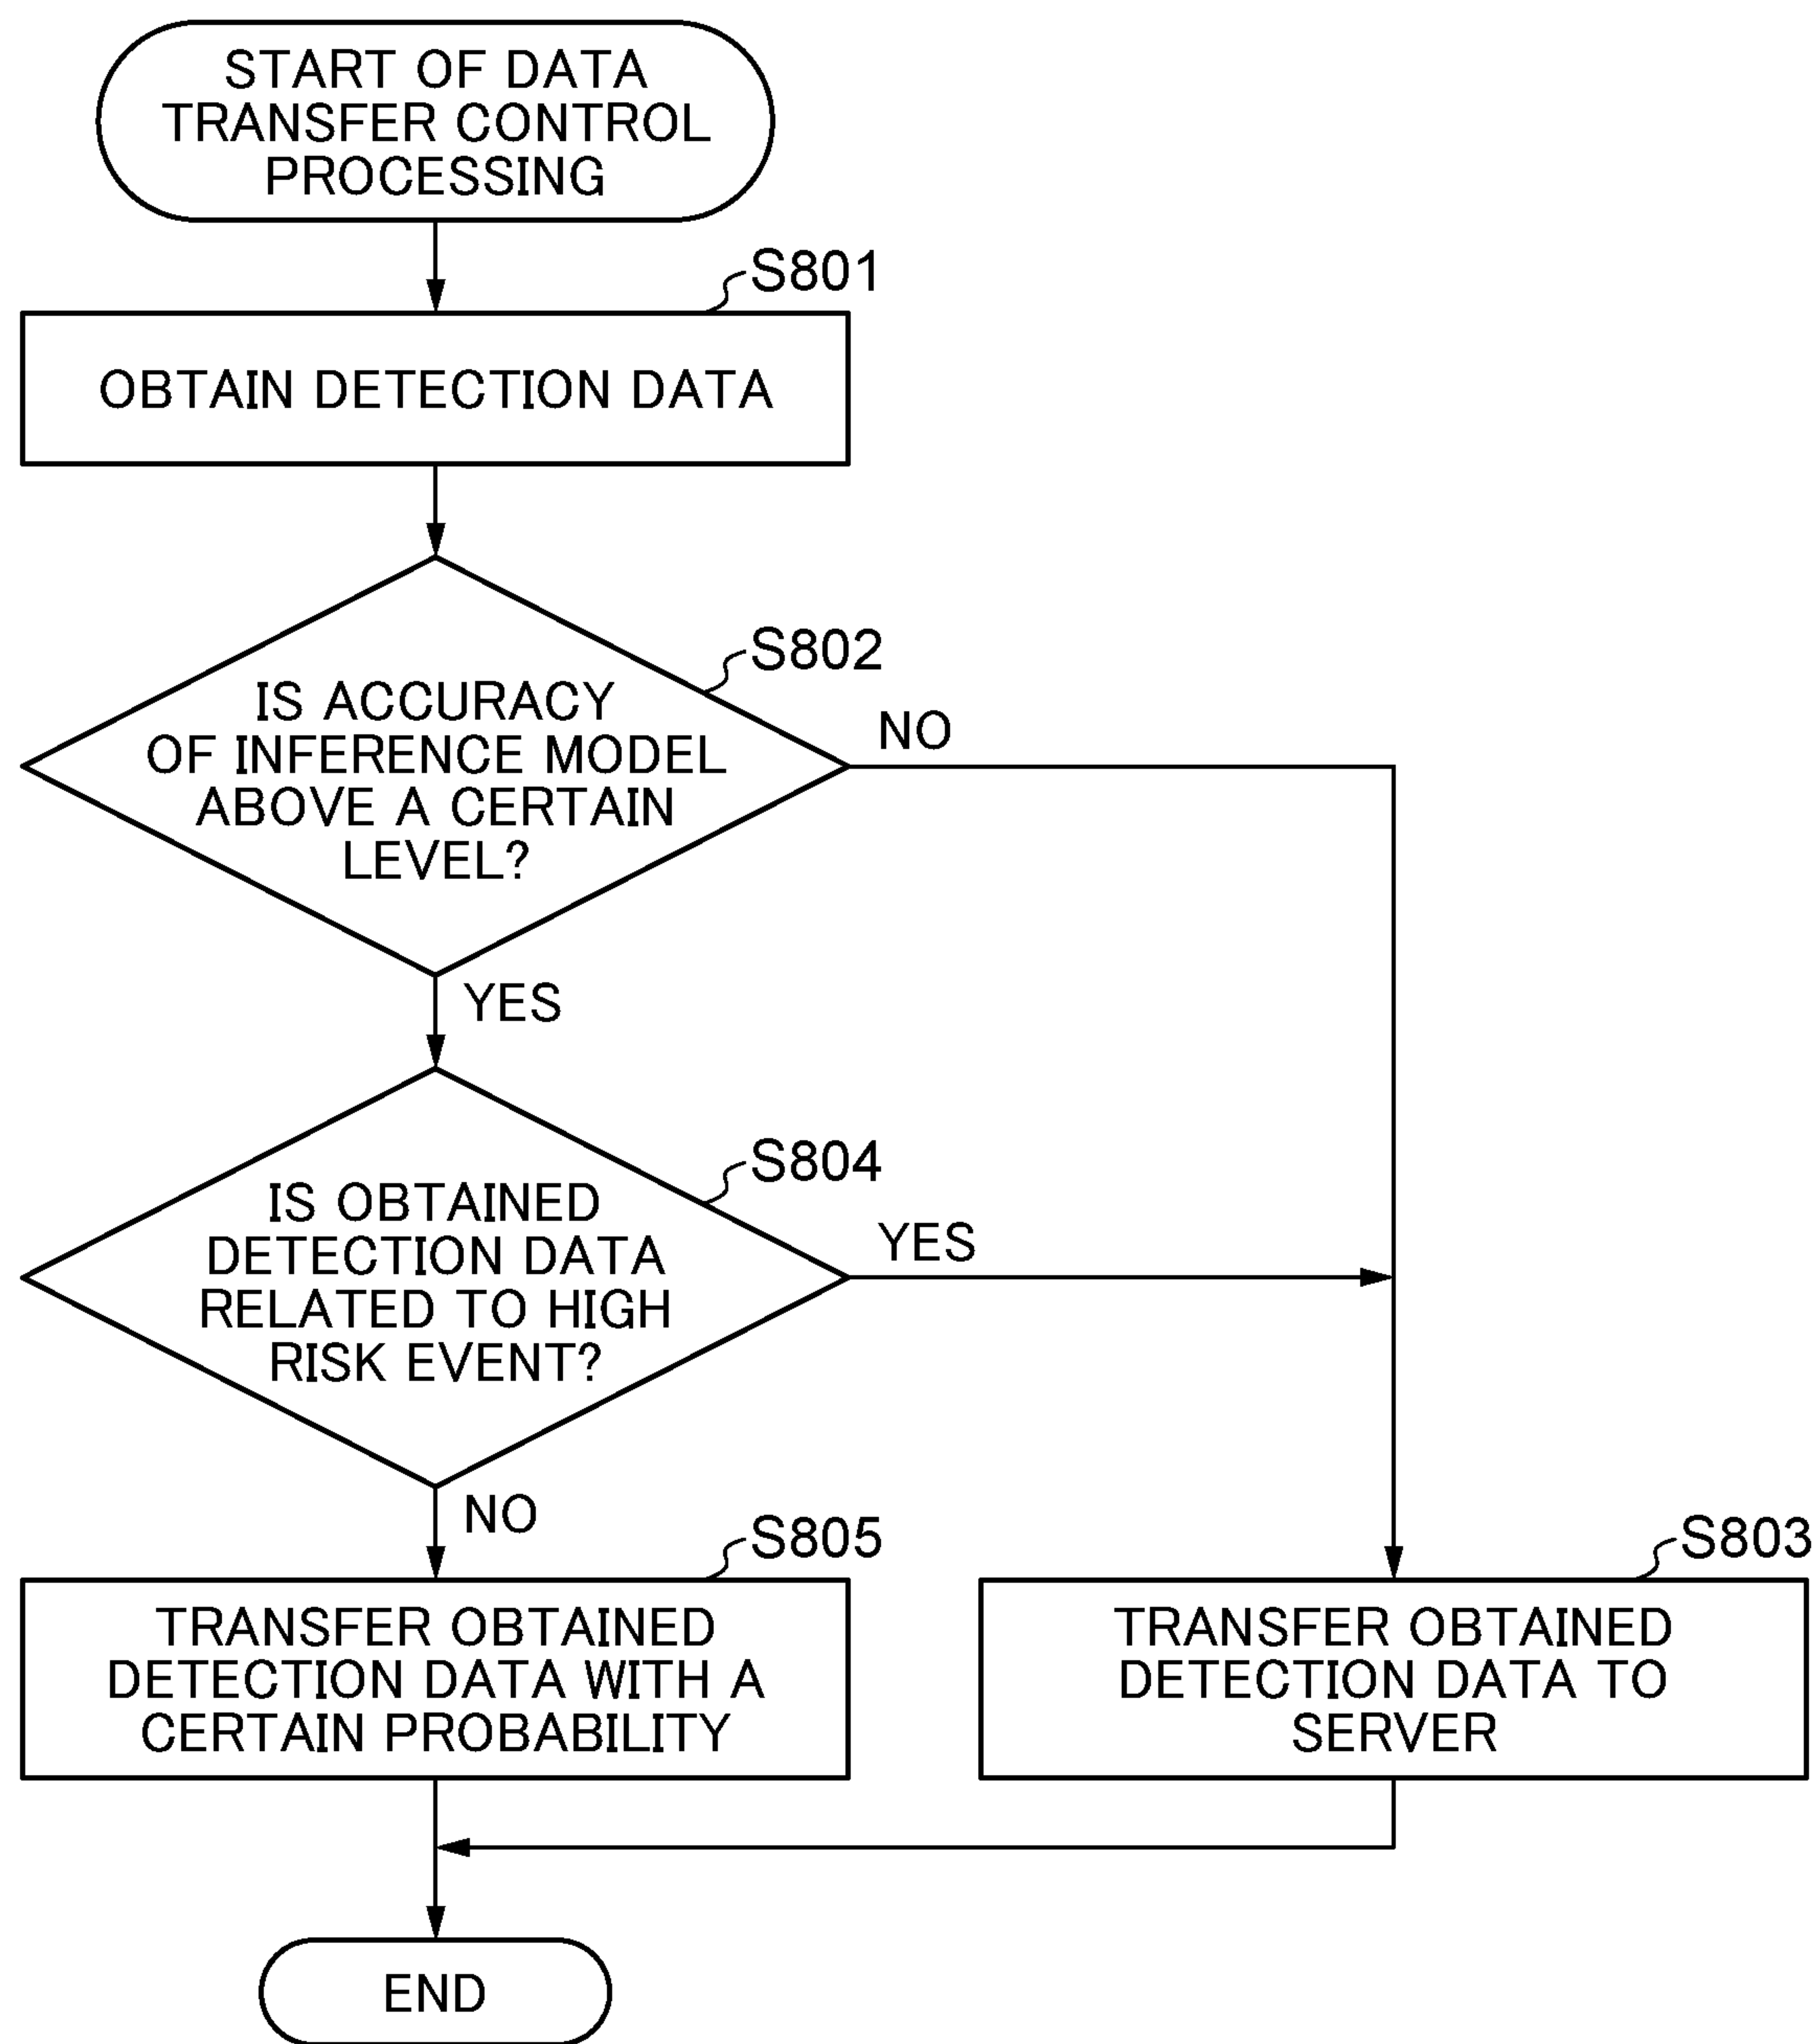 START OF DATA
TRANSFER CONTROL
PROCESSING
S801
OBTAIN DETECTION DATA
S802
IS ACCURACY
OF INFERENCE MODEL
ABOVE A CERTAIN
LEVEL?
NO
YES
S804
IS OBTAINED
DETECTION DATA
RELATED TO HIGH
RISK EVENT?
YES
NO
S805
TRANSFER OBTAINED
DETECTION DATA WITH A
CERTAIN PROBABILITY
S803
TRANSFER OBTAINED
DETECTION DATA TO
SERVER
END